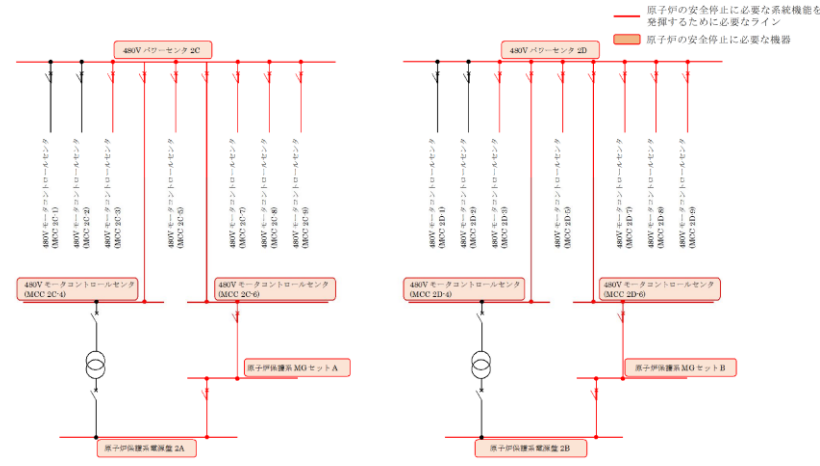 原子炉の安全停止に必要な系統機能を
発揮するために必要なライン
原子炉の安全停止に必要な機器
480V パワーセンタ 2C
480V モータコントロールセンタ
(MCC 2C-1)
480V モータコントロールセンタ
(MCC 2C-2)
480V モータコントロールセンタ
(MCC 2C-3)
480V モータコントロールセンタ
(MCC 2C-5)
480V モータコントロールセンタ
(MCC 2C-7)
480V モータコントロールセンタ
(MCC 2C-8)
480V モータコントロールセンタ
(MCC 2C-9)
480V モータコントロールセンタ
(MCC 2C-4)
480V モータコントロールセンタ
(MCC 2C-6)
原子炉保護系 MG セット A
原子炉保護系電源盤 2A
480V パワーセンタ 2D
480V モータコントロールセンタ
(MCC 2D-1)
480V モータコントロールセンタ
(MCC 2D-2)
480V モータコントロールセンタ
(MCC 2D-3)
480V モータコントロールセンタ
(MCC 2D-5)
480V モータコントロールセンタ
(MCC 2D-7)
480V モータコントロールセンタ
(MCC 2D-8)
480V モータコントロールセンタ
(MCC 2D-9)
480V モータコントロールセンタ
(MCC 2D-4)
480V モータコントロールセンタ
(MCC 2D-6)
原子炉保護系 MG セット B
原子炉保護系電源盤 2B